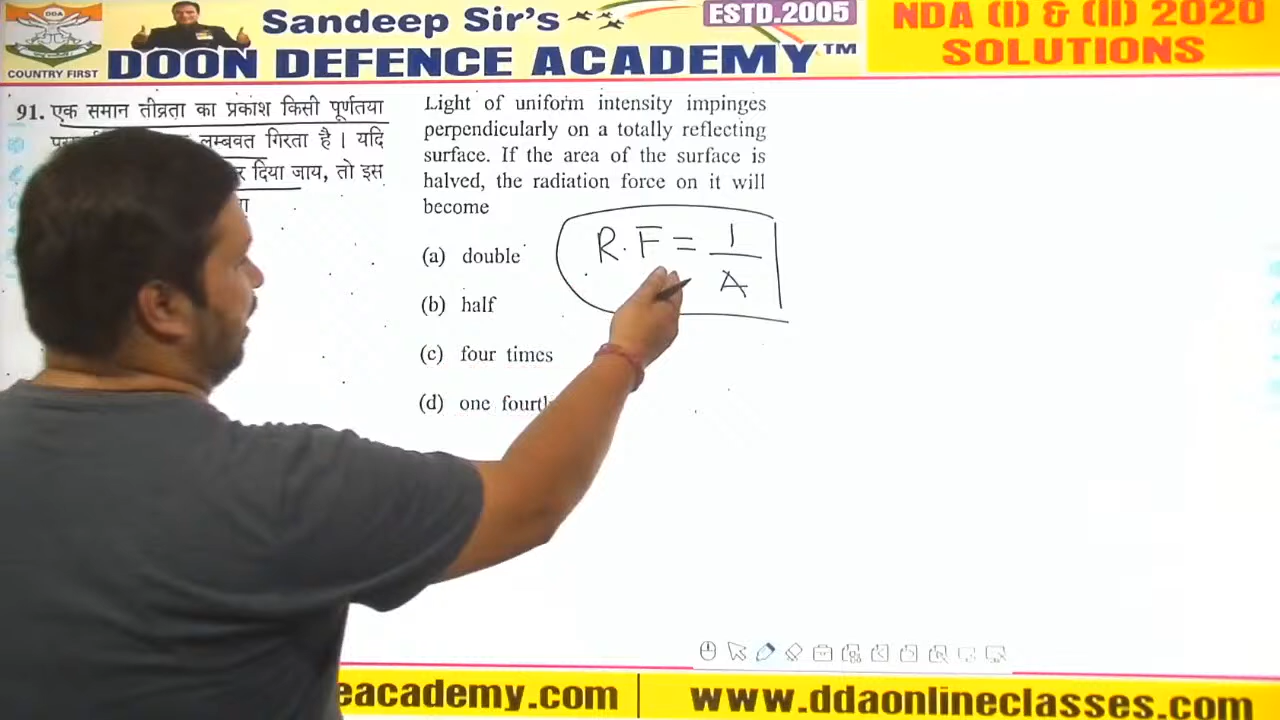 Sandeep Sir's
DOON DEFENCE ACADEMY™
ESTD.2005
DDA
COUNTRY FIRST
NDA (I) & (II) 2020
SOLUTIONS
91. एक समान तीव्रता का प्रकाश किसी पूर्णतया
लम्बवत गिरता है । यदि
दिया जाय, तो इस
Light of uniform intensity impinges
perpendicularly on a totally reflecting
surface. If the area of the surface is
halved, the radiation force on it will
become
(a) double
(b) half
(c) four times
(d) one
R.F = 1
A
eacademy.com
www.ddaonlineclasses.com